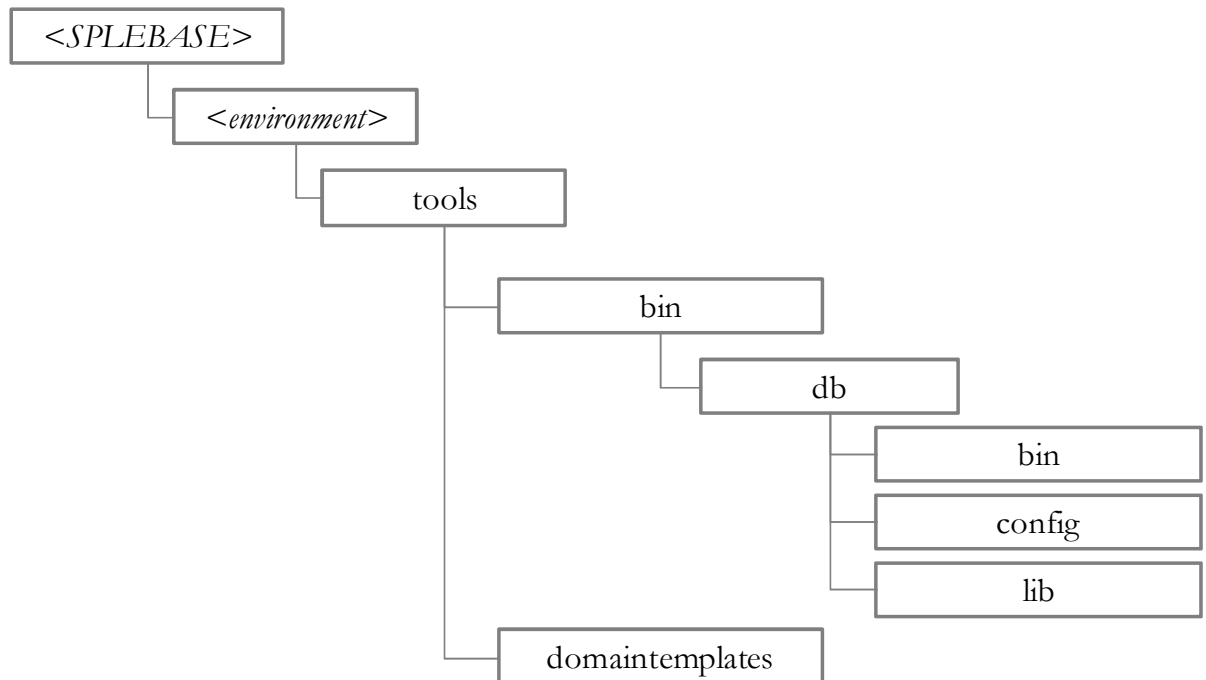 <SPLEBASE>
<environment>
tools
bin
db
bin
config
lib
domaintemplates